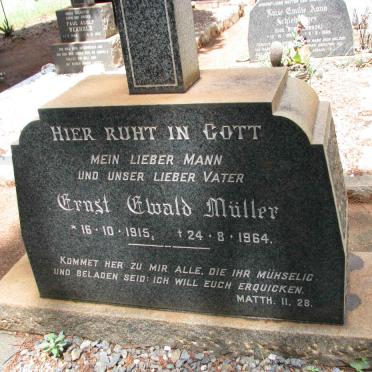 HIER RUHT IN GOTT
MEIN LIEBER MANN
UND UNSER LIEBER VATER
Ernst Ewald Müller
*16-10-1915, †24-8-1964.
KOMMET HER ZU MIR ALLE, DIE IHR MÜHSELIG
UND BELADEN SEID: ICH WILL EUCH ERQUICKEN.
MATTH. 11. 28.